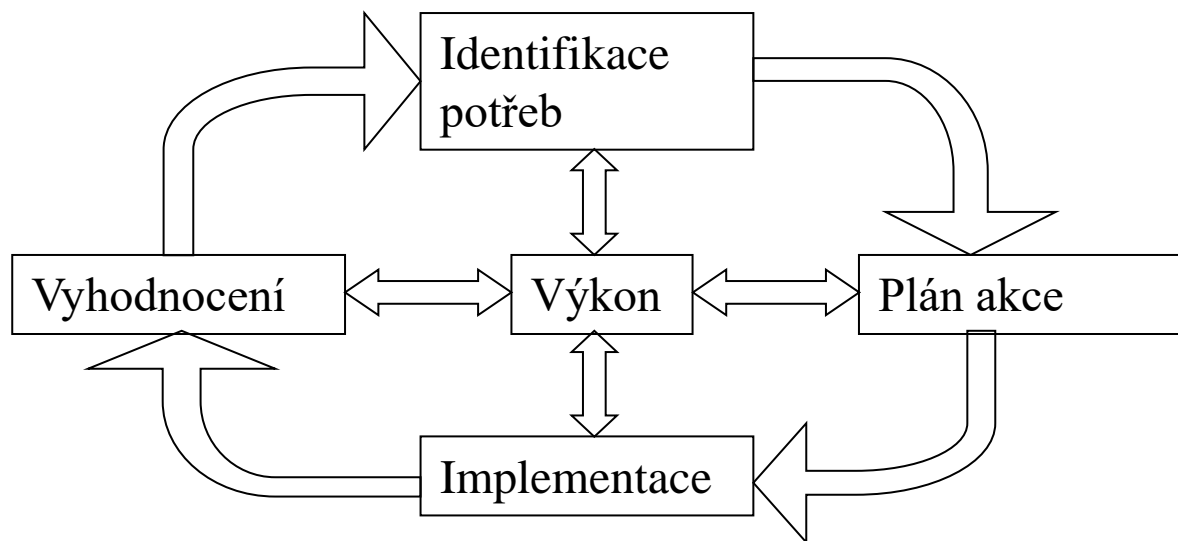 Identifikace
potřeb
Vyhodnocení
Výkon
Plán akce
Implementace